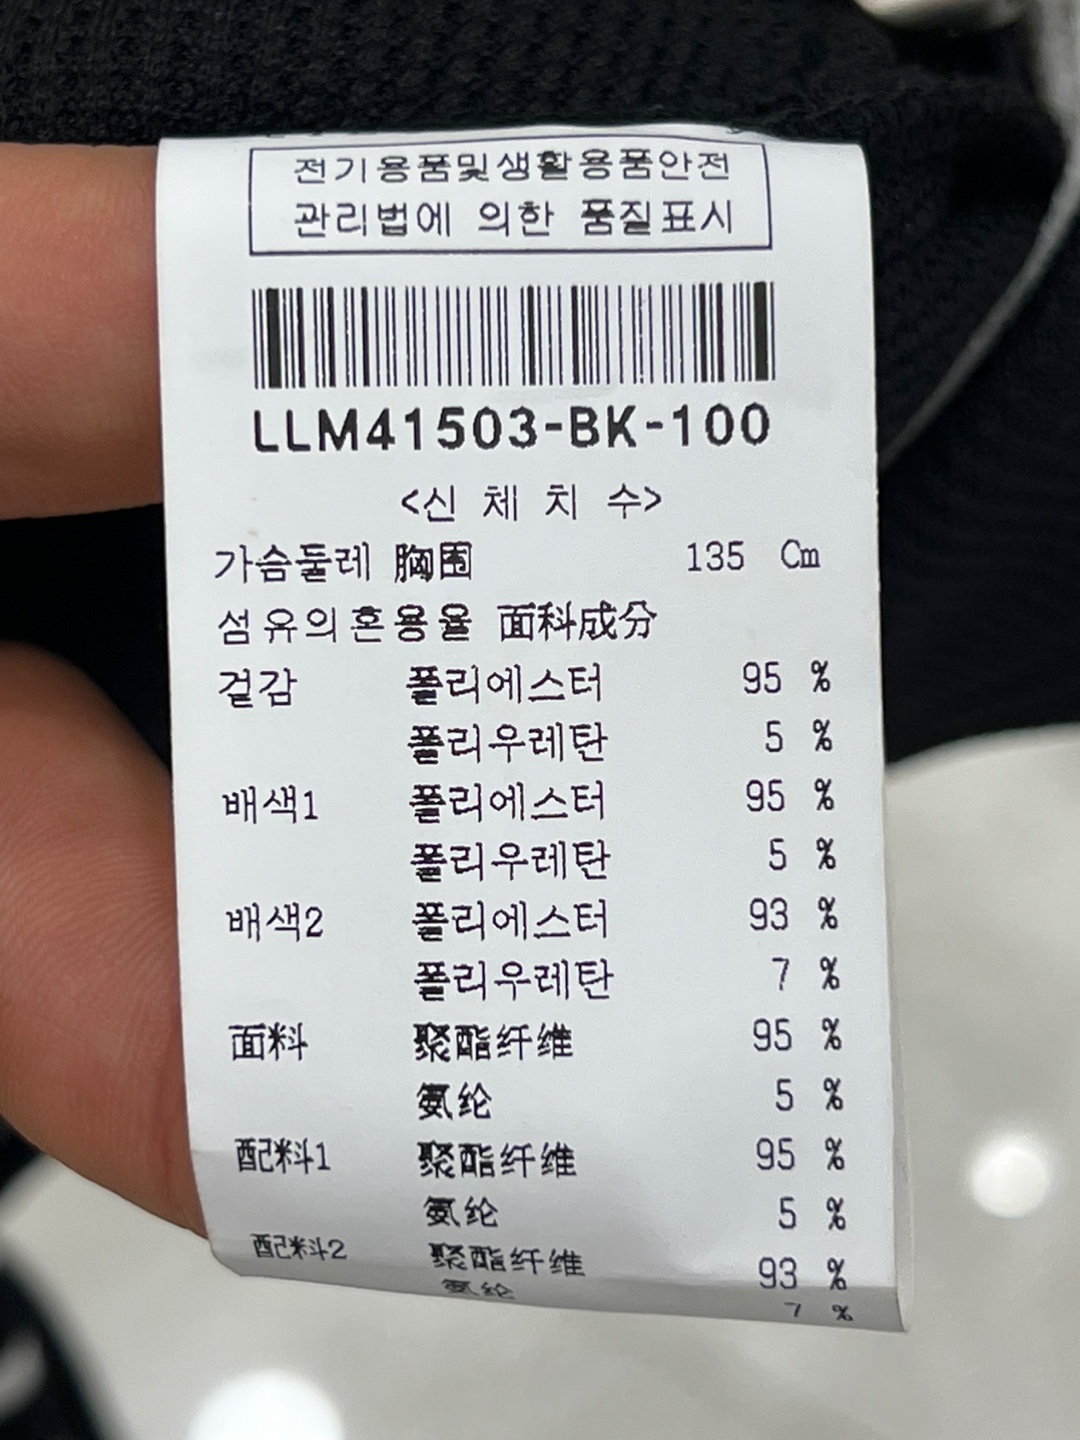 전기용품및생활용품안전
관리법에 의한 품질표시
LLM41503-BK-100
<신 체 치 수>
가슴둘레 胸围 135 Cm
섬유의혼용율 面科成分
겉감 폴리에스터 95 %
폴리우레탄 5 %
배색1 폴리에스터 95 %
폴리우레탄 5 %
배색2 폴리에스터 93 %
폴리우레탄 7 %
面料 聚酯纤维 95 %
氨纶 5 %
配料1 聚酯纤维 95 %
氨纶 5 %
配料2 聚酯纤维 93 %
氨纶 7 %